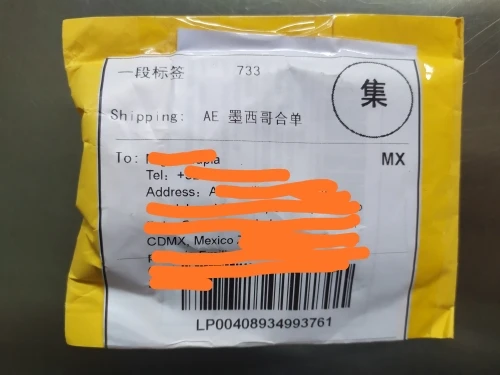 一段标签 733
集
Shipping: AE 墨西哥合单
To:
MX
Tel: +
Address: A
CDMX, Mexico
LP00408934993761